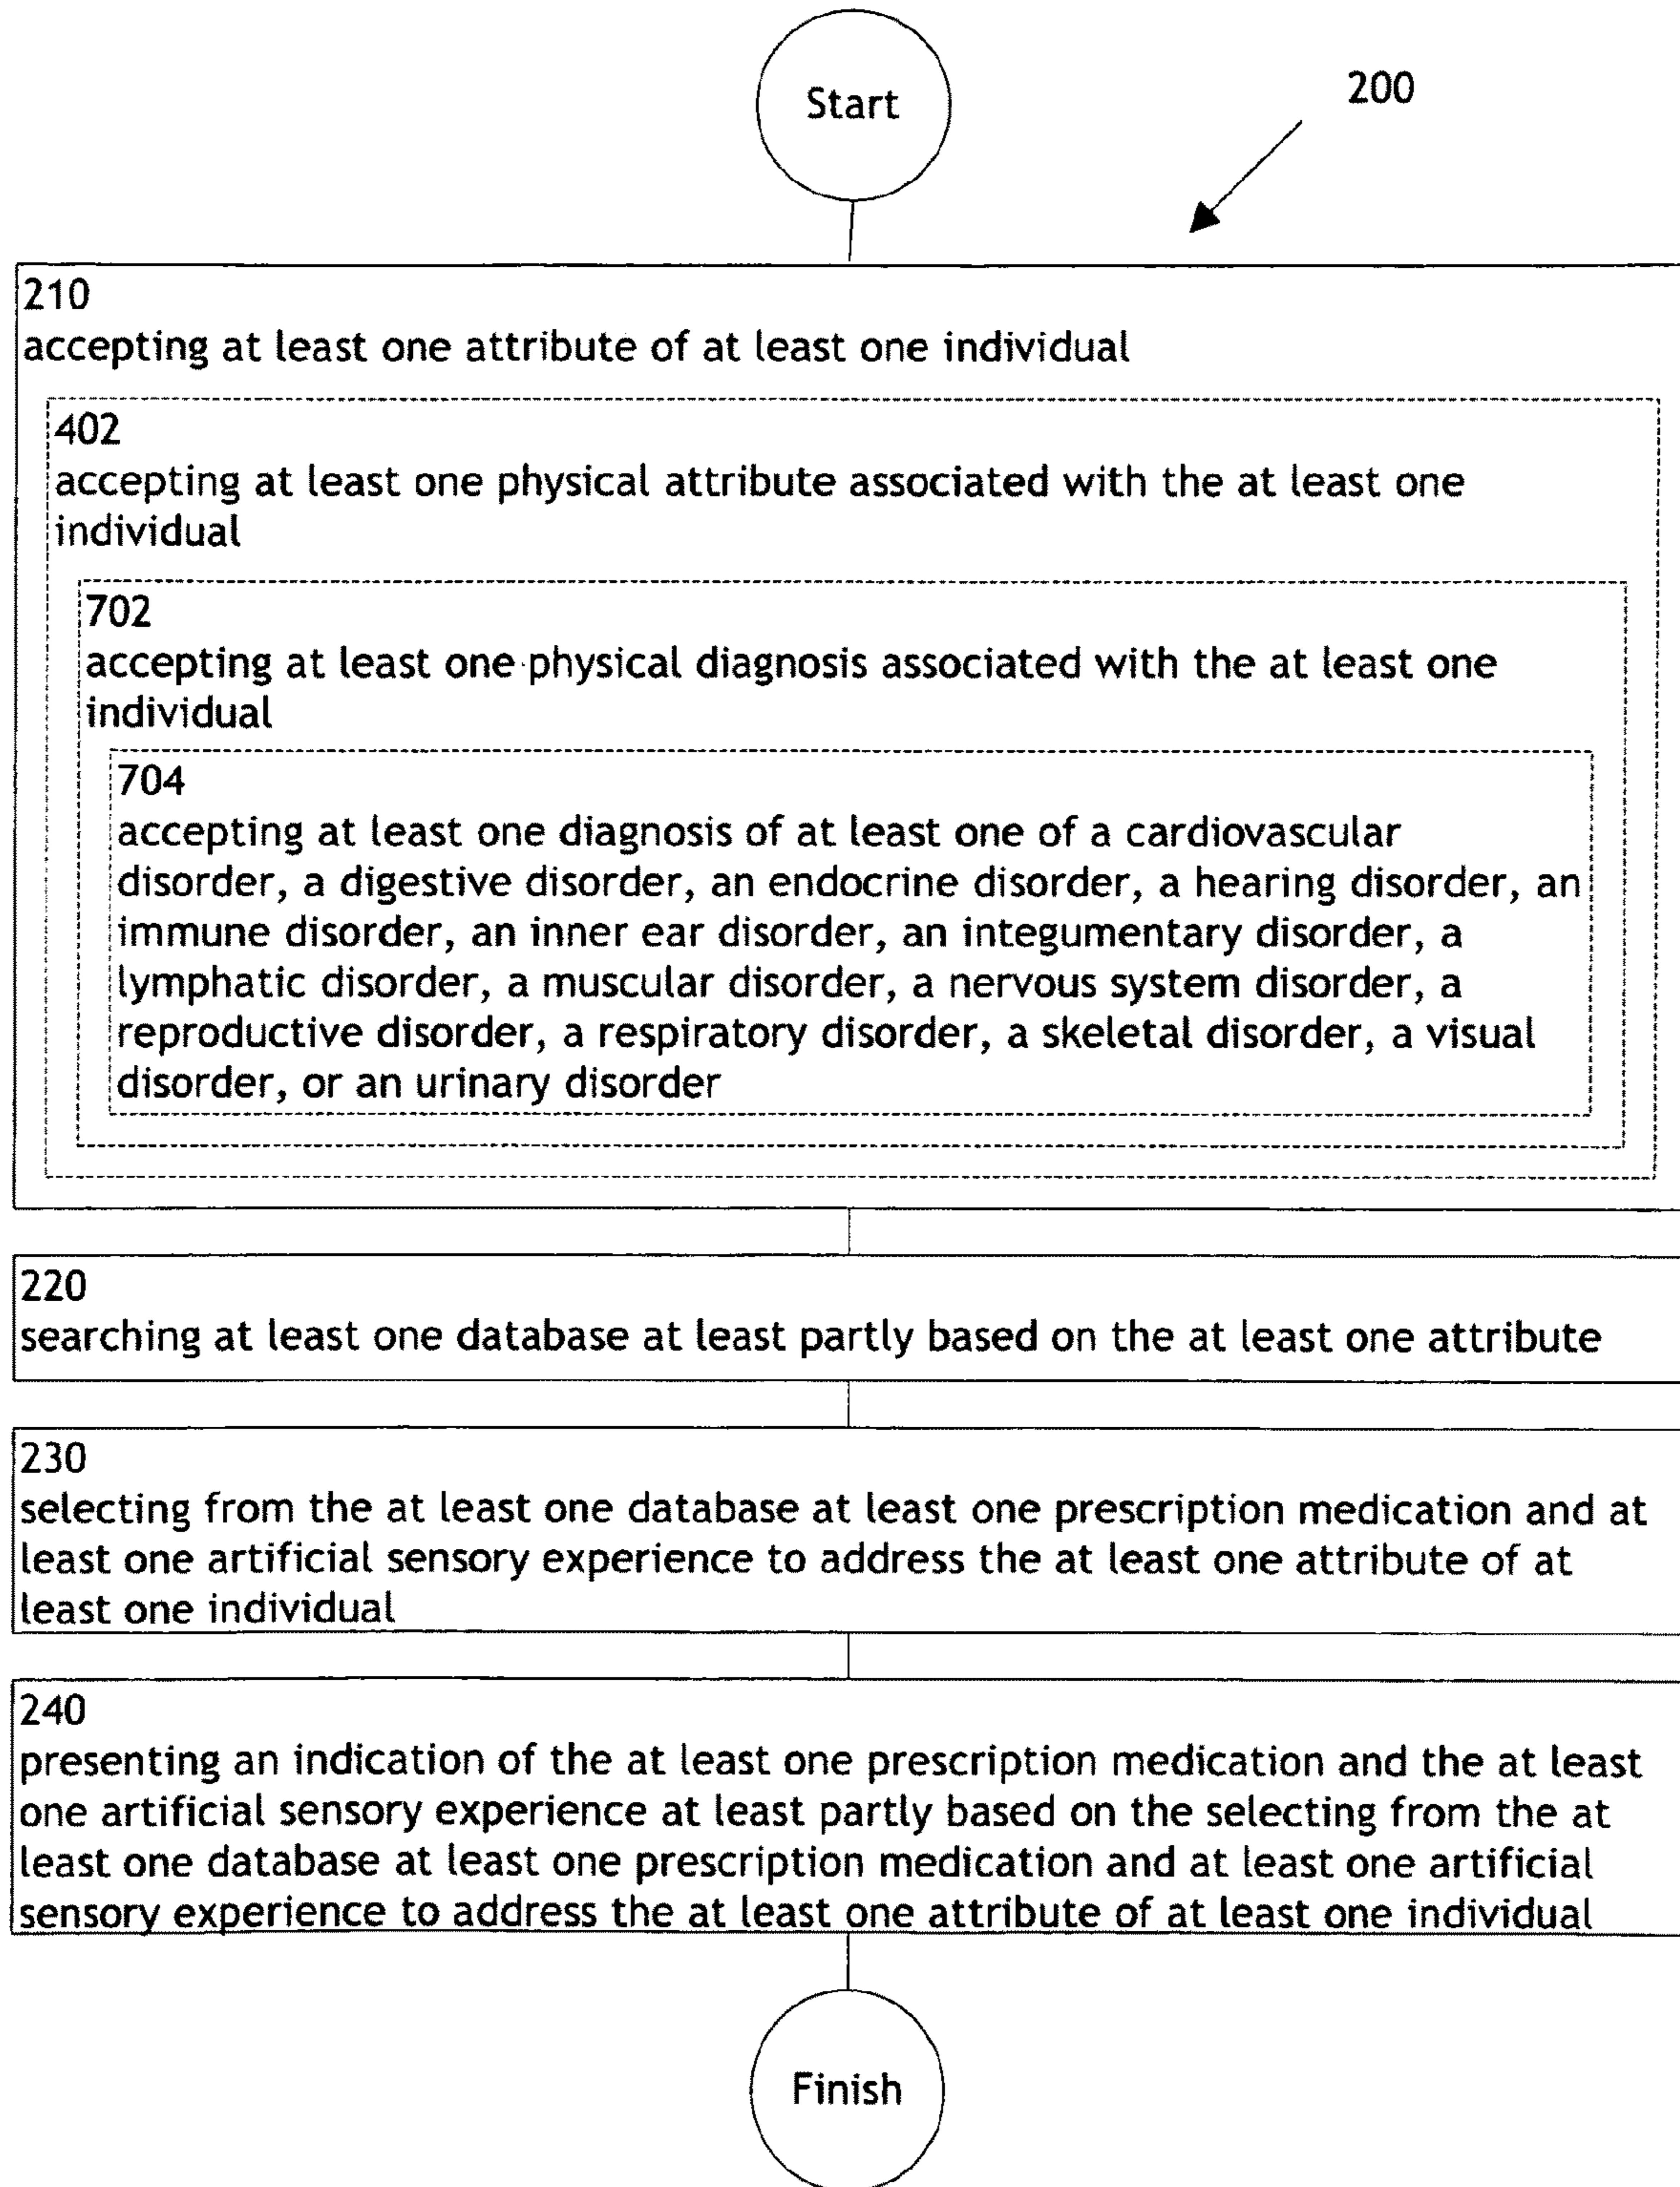 Start
200
210
accepting at least one attribute of at least one individual
402
accepting at least one physical attribute associated with the at least one
individual
702
accepting at least one physical diagnosis associated with the at least one
individual
704
accepting at least one diagnosis of at least one of a cardiovascular
disorder, a digestive disorder, an endocrine disorder, a hearing disorder, an
immune disorder, an inner ear disorder, an integumentary disorder, a
lymphatic disorder, a muscular disorder, a nervous system disorder, a
reproductive disorder, a respiratory disorder, a skeletal disorder, a visual
disorder, or an urinary disorder
220
searching at least one database at least partly based on the at least one attribute
230
selecting from the at least one database at least one prescription medication and at
least one artificial sensory experience to address the at least one attribute of at
least one individual
240
presenting an indication of the at least one prescription medication and the at least
one artificial sensory experience at least partly based on the selecting from the at
least one database at least one prescription medication and at least one artificial
sensory experience to address the at least one attribute of at least one individual
Finish